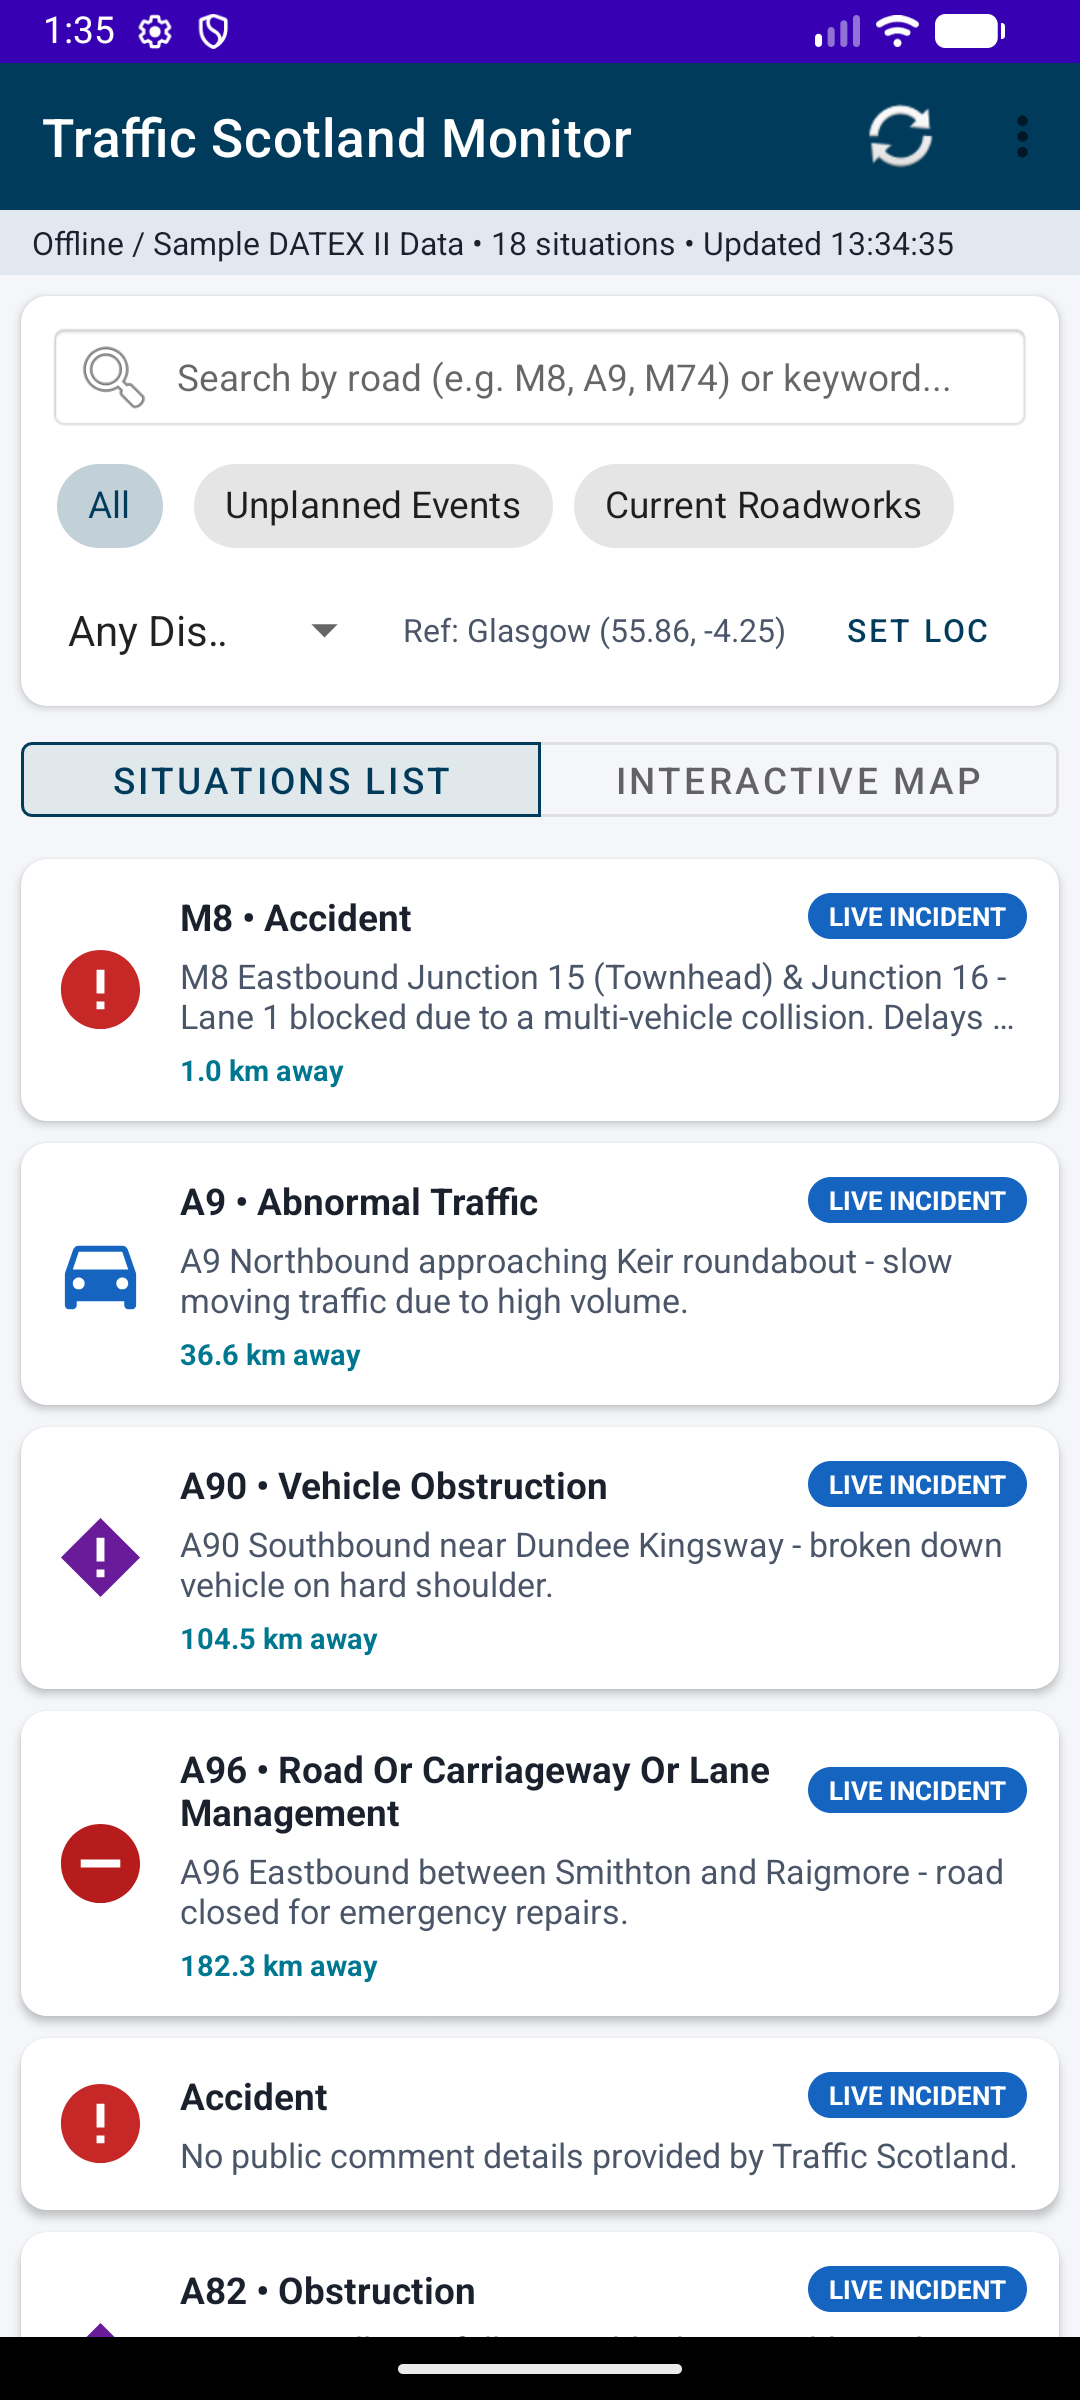 1:35
Traffic Scotland Monitor
Offline / Sample DATEX II Data • 18 situations • Updated 13:34:35
Search by road (e.g. M8, A9, M74) or keyword...
All
Unplanned Events
Current Roadworks
Any Dis..
Ref: Glasgow (55.86, -4.25)
SET LOC
SITUATIONS LIST
INTERACTIVE MAP
M8 • Accident
LIVE INCIDENT
M8 Eastbound Junction 15 (Townhead) & Junction 16 -
Lane 1 blocked due to a multi-vehicle collision. Delays ...
1.0 km away
A9 • Abnormal Traffic
LIVE INCIDENT
A9 Northbound approaching Keir roundabout - slow
moving traffic due to high volume.
36.6 km away
A90 • Vehicle Obstruction
LIVE INCIDENT
A90 Southbound near Dundee Kingsway - broken down
vehicle on hard shoulder.
104.5 km away
A96 • Road Or Carriageway Or Lane
Management
LIVE INCIDENT
A96 Eastbound between Smithton and Raigmore - road
closed for emergency repairs.
182.3 km away
Accident
LIVE INCIDENT
No public comment details provided by Traffic Scotland.
A82 • Obstruction
LIVE INCIDENT